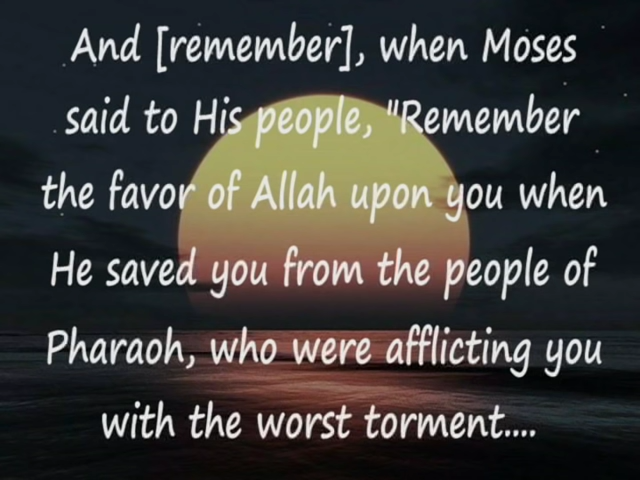 And [remember], when Moses
said to His people, "Remember
the favor of Allah upon you when
He saved you from the people of
Pharaoh, who were afflicting you
with the worst torment....